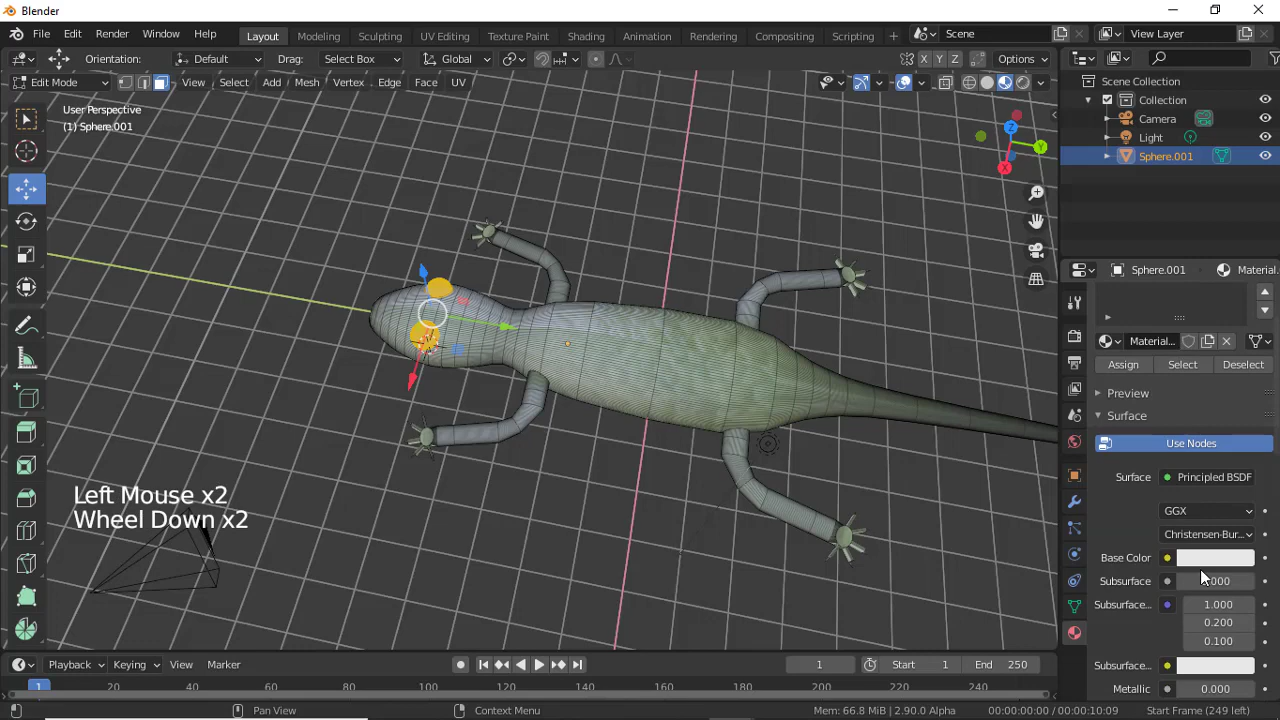 Blender
File Edit Render Window Help Layout Modeling Sculpting UV Editing Texture Paint Shading Animation Rendering Compositing Scripting Scene View Layer
Orientation: Default Drag: Select Box Global X Y Z Options
Edit Mode View Select Add Mesh Vertex Edge Face UV
User Perspective
(1) Sphere.001
Z
Y
X
Left Mouse x2
Wheel Down x2
Scene Collection
Collection
Camera
Light
Sphere.001
Sphere.001 Material.
Material...
Assign Select Deselect
Preview
Surface
Use Nodes
Surface Principled BSDF
GGX
Christensen-Bur...
Base Color
Subsurface .000
Subsurface... 1.000
0.200
0.100
Subsurface...
Metallic 0.000
Playback Keying View Marker 1 Start 1 End 250
1 20 40 60 80 100 120 140 160 180 200 220 240
Pan View Context Menu Mem: 66.8 MiB | 2.90.0 Alpha 00:00:00:00 / 00:00:10:09 Start Frame (249 left)